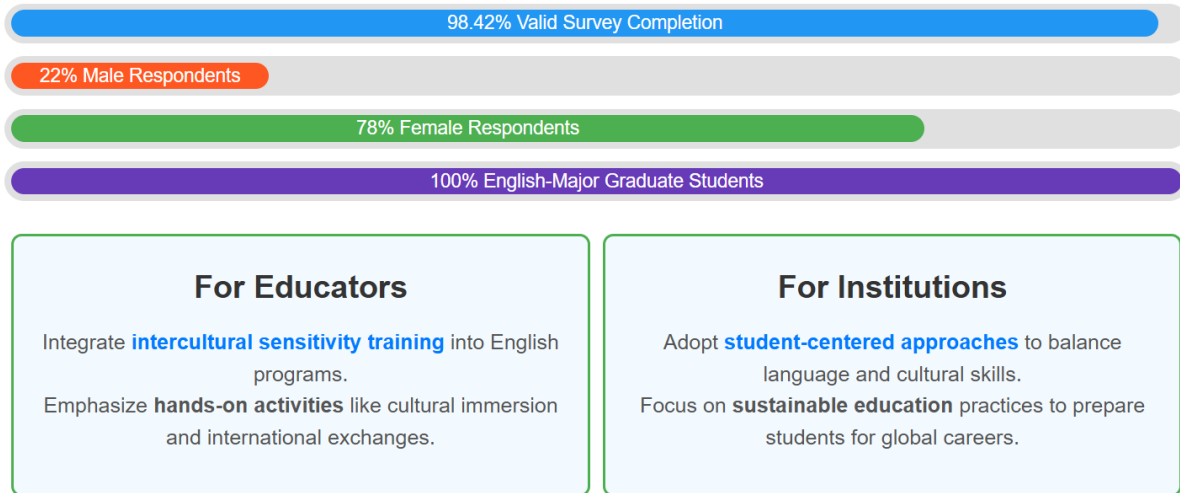 98.42% Valid Survey Completion
22% Male Respondents
78% Female Respondents
100% English-Major Graduate Students
For Educators
Integrate intercultural sensitivity training into English
programs.
Emphasize hands-on activities like cultural immersion
and international exchanges.
For Institutions
Adopt student-centered approaches to balance
language and cultural skills.
Focus on sustainable education practices to prepare
students for global careers.